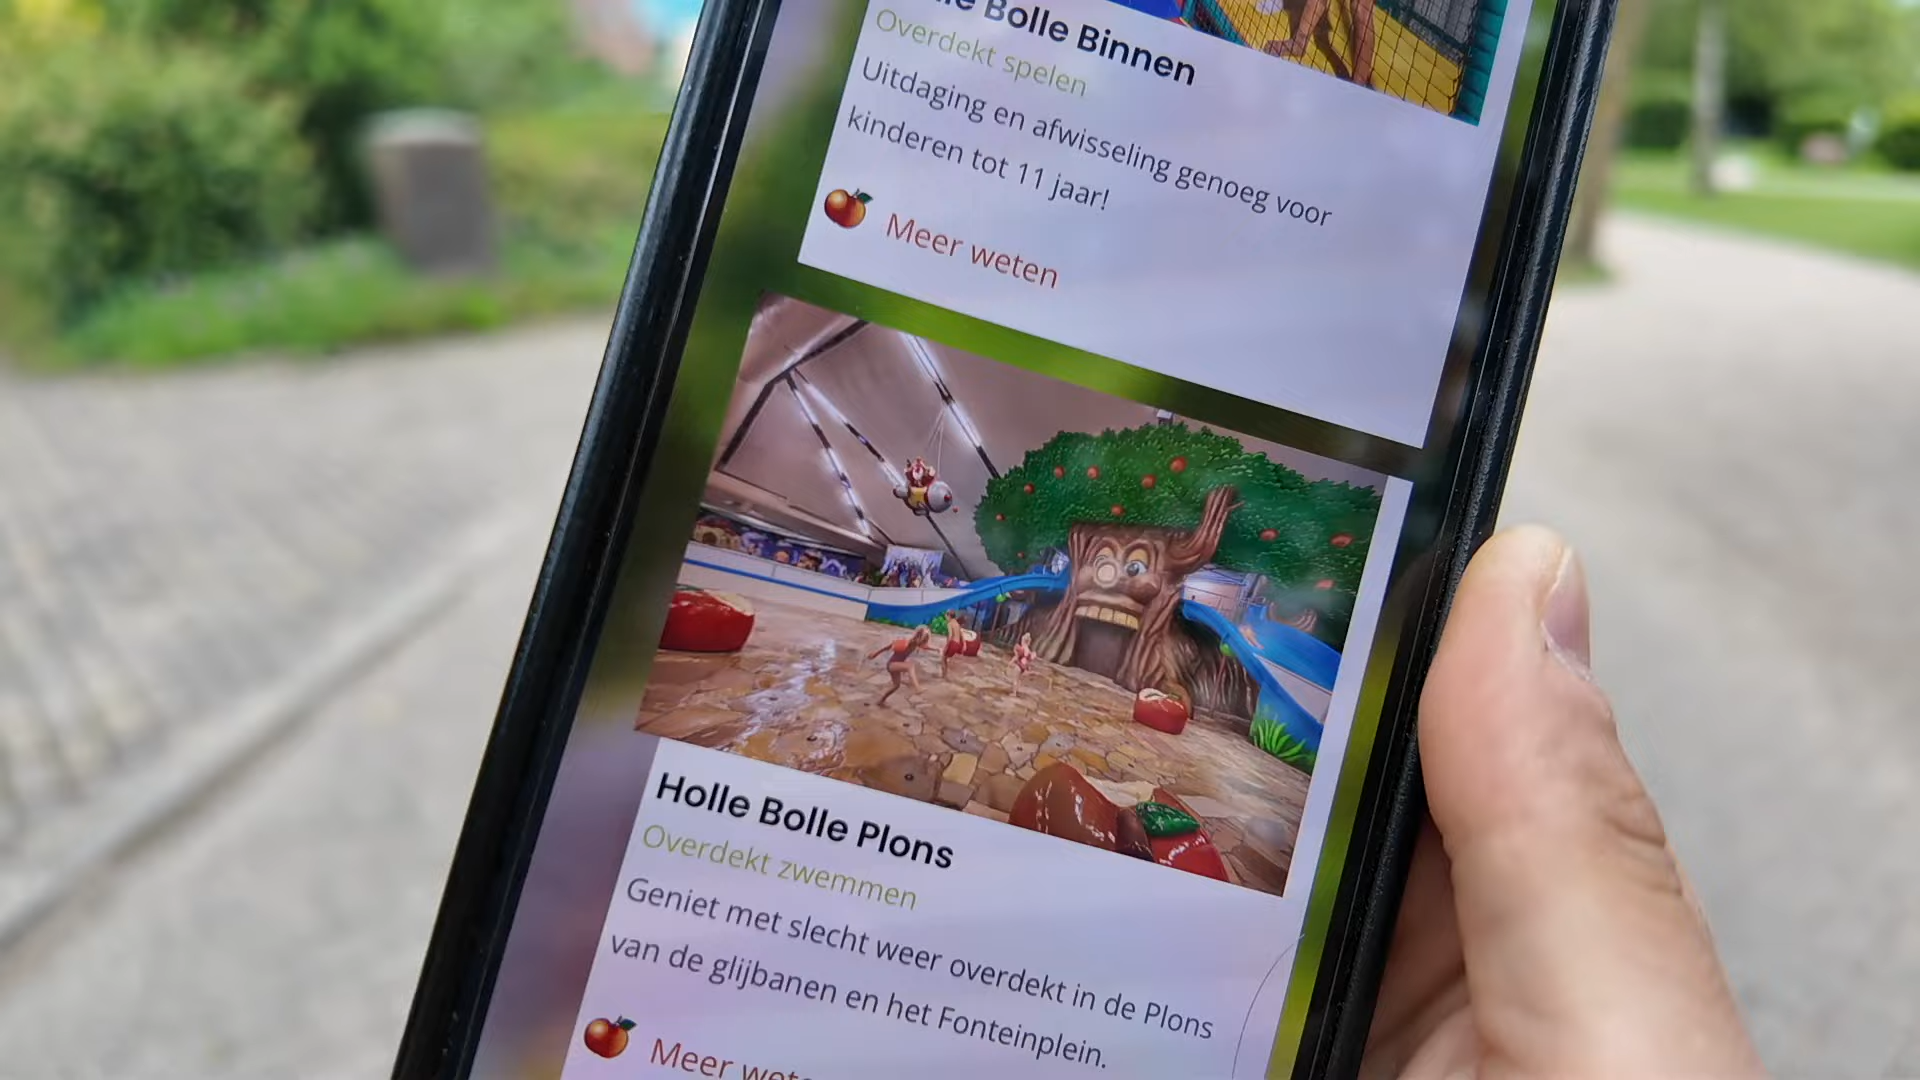 Bolle Binnen
Overdekt spelen
Uitdaging en afwisseling genoeg voor
kinderen tot 11 jaar!
Meer weten
Holle Bolle Plons
Overdekt zwemmen
Geniet met slecht weer overdekt in de Plons
van de glijbanen en het Fonteinplein.
Meer